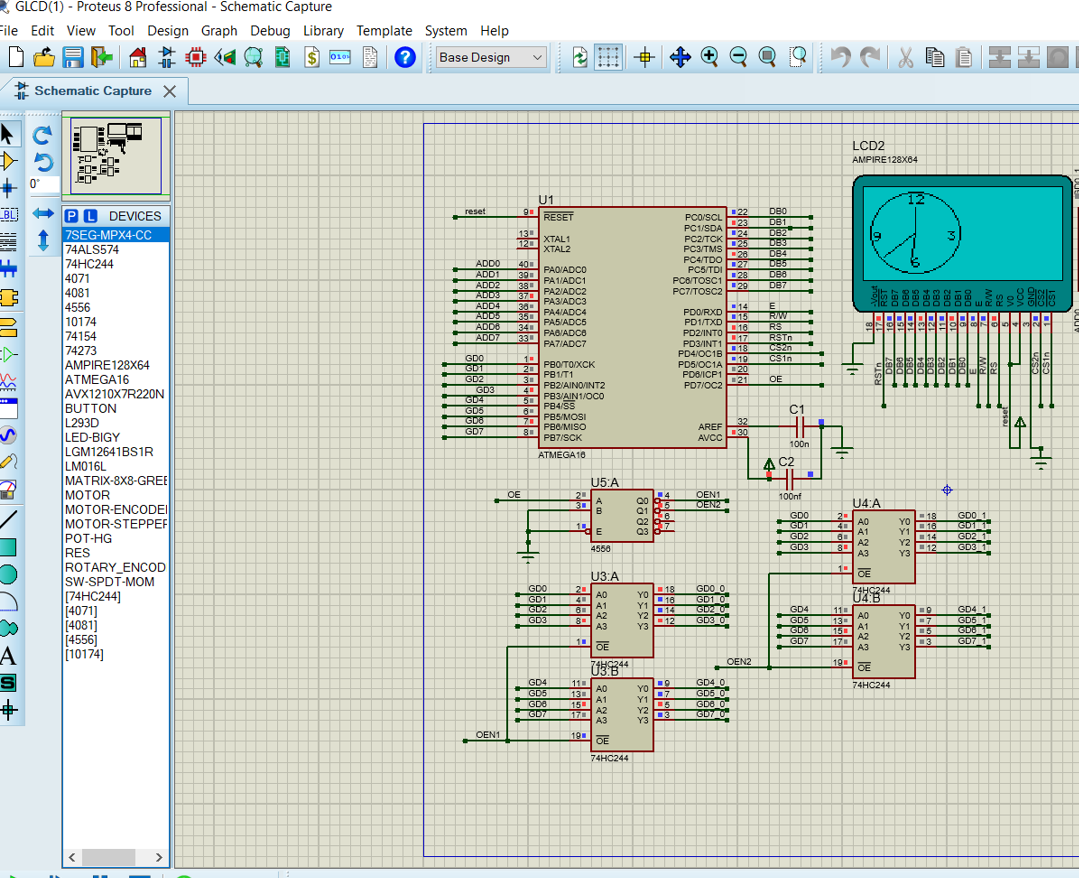 GLCD(1) - Proteus 8 Professional - Schematic Capture
File Edit View Tool Design Graph Debug Library Template System Help
Base Design
Schematic Capture
0°
P L DEVICES
7SEG-MPX4-CC
74ALS574
74HC244
4071
4081
4556
10174
74154
74273
AMPIRE128X64
ATMEGA16
AVX1210X7R220N
BUTTON
L293D
LED-BIGY
LGM12641BS1R
LM016L
MATRIX-8X8-GREE
MOTOR
MOTOR-ENCODE
MOTOR-STEPPER
POT-HG
RES
ROTARY_ENCOD
SW-SPDT-MOM
[74HC244]
[4071]
[4081]
[4556]
[10174]
U1
reset 9 RESET PC0/SCL 22 DB0
PC1/SDA 23 DB1
13 XTAL1 PC2/TCK 24 DB2
12 XTAL2 PC3/TMS 25 DB3
PC4/TDO 26 DB4
ADD0 40 PA0/ADC0 PC5/TDI 27 DB5
ADD1 39 PA1/ADC1 PC6/TOSC1 28 DB6
ADD2 38 PA2/ADC2 PC7/TOSC2 29 DB7
ADD3 37 PA3/ADC3
ADD4 36 PA4/ADC4 PD0/RXD 14 E
ADD5 35 PA5/ADC5 PD1/TXD 15 R/W
ADD6 34 PA6/ADC6 PD2/INT1 16 RS
ADD7 33 PA7/ADC7 PD3/INT1 17 RSTn
PD4/OC1B 18 CS2n
GD0 1 PB0/T0/XCK PD5/OC1A 19 CS1n
GD1 2 PB1/T1 PD6/ICP1 20
GD2 3 PB2/AIN0/INT2 PD7/OC2 21 OE
GD3 4 PB3/AIN1/OC0
GD4 5 PB4/SS
GD5 6 PB5/MOSI
GD6 7 PB6/MISO AREF 32
GD7 8 PB7/SCK AVCC 30
ATMEGA16
C1
100n
C2
100nf
LCD2
AMPIRE128X64
12
9 3
6
-Vout RST DB7 DB6 DB5 DB4 DB3 DB2 DB1 DB0 E R/W RS V0 VCC GND CS2 CS1
18 17 16 15 14 13 12 11 10 9 8 7 6 5 4 3 2 1
RSTn DB7 DB6 DB5 DB4 DB3 DB2 DB1 DB0 E R/W RS CS2n CS1n
reset
U5:A
OE 2 A Q0 4 OEN1
3 B Q1 5 OEN2
Q2 6
1 E Q3 7
4556
U3:A
GD0 2 A0 Y0 18 GD0_0
GD1 4 A1 Y1 16 GD1_0
GD2 6 A2 Y2 14 GD2_0
GD3 8 A3 Y3 12 GD3_0
1 OE
74HC244
U3:B
GD4 11 A0 Y0 9 GD4_0
GD5 13 A1 Y1 7 GD5_0
GD6 15 A2 Y2 5 GD6_0
GD7 17 A3 Y3 3 GD7_0
OEN1 19 OE
74HC244
U4:A
GD0 2 A0 Y0 18 GD0_1
GD1 4 A1 Y1 16 GD1_1
GD2 6 A2 Y2 14 GD2_1
GD3 8 A3 Y3 12 GD3_1
1 OE
74HC244
U4:B
GD4 11 A0 Y0 9 GD4_1
GD5 13 A1 Y1 7 GD5_1
GD6 15 A2 Y2 5 GD6_1
GD7 17 A3 Y3 3 GD7_1
OEN2 19 OE
74HC244